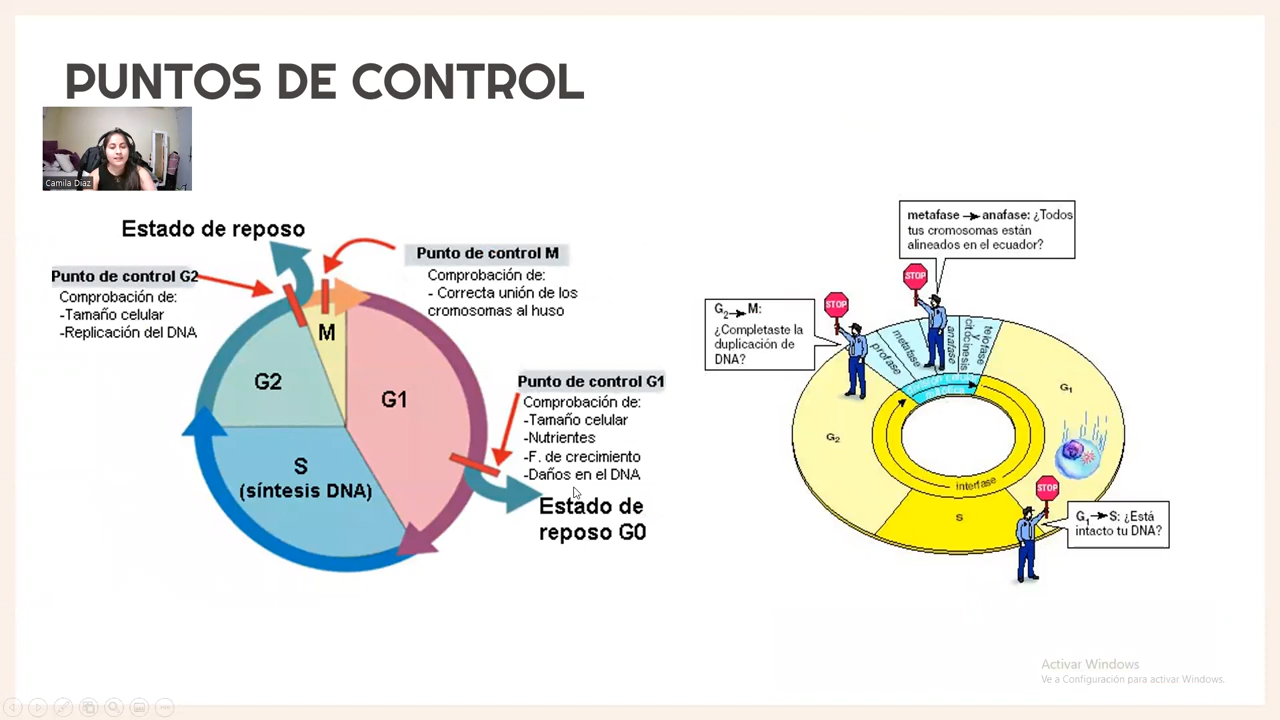 PUNTOS DE CONTROL
Camila Diaz
Estado de reposo
Punto de control G2
Comprobación de:
-Tamaño celular
-Replicación del DNA
Punto de control M
Comprobación de:
- Correcta unión de los
cromosomas al huso
M
G2
G1
S
(síntesis DNA)
Punto de control G1
Comprobación de:
-Tamaño celular
-Nutrientes
-F. de crecimiento
-Daños en el DNA
Estado de
reposo G0
metafase → anafase: ¿Todos
tus cromosomas están
alineados en el ecuador?
STOP
STOP
G2→M:
¿Completaste la
duplicación de
DNA?
profase
metafase
anafase
telofase
y
citocinesis
G1
G2
interfase
S
STOP
G1→S: ¿Está
intacto tu DNA?
Activar Windows
Ve a Configuración para activar Windows.